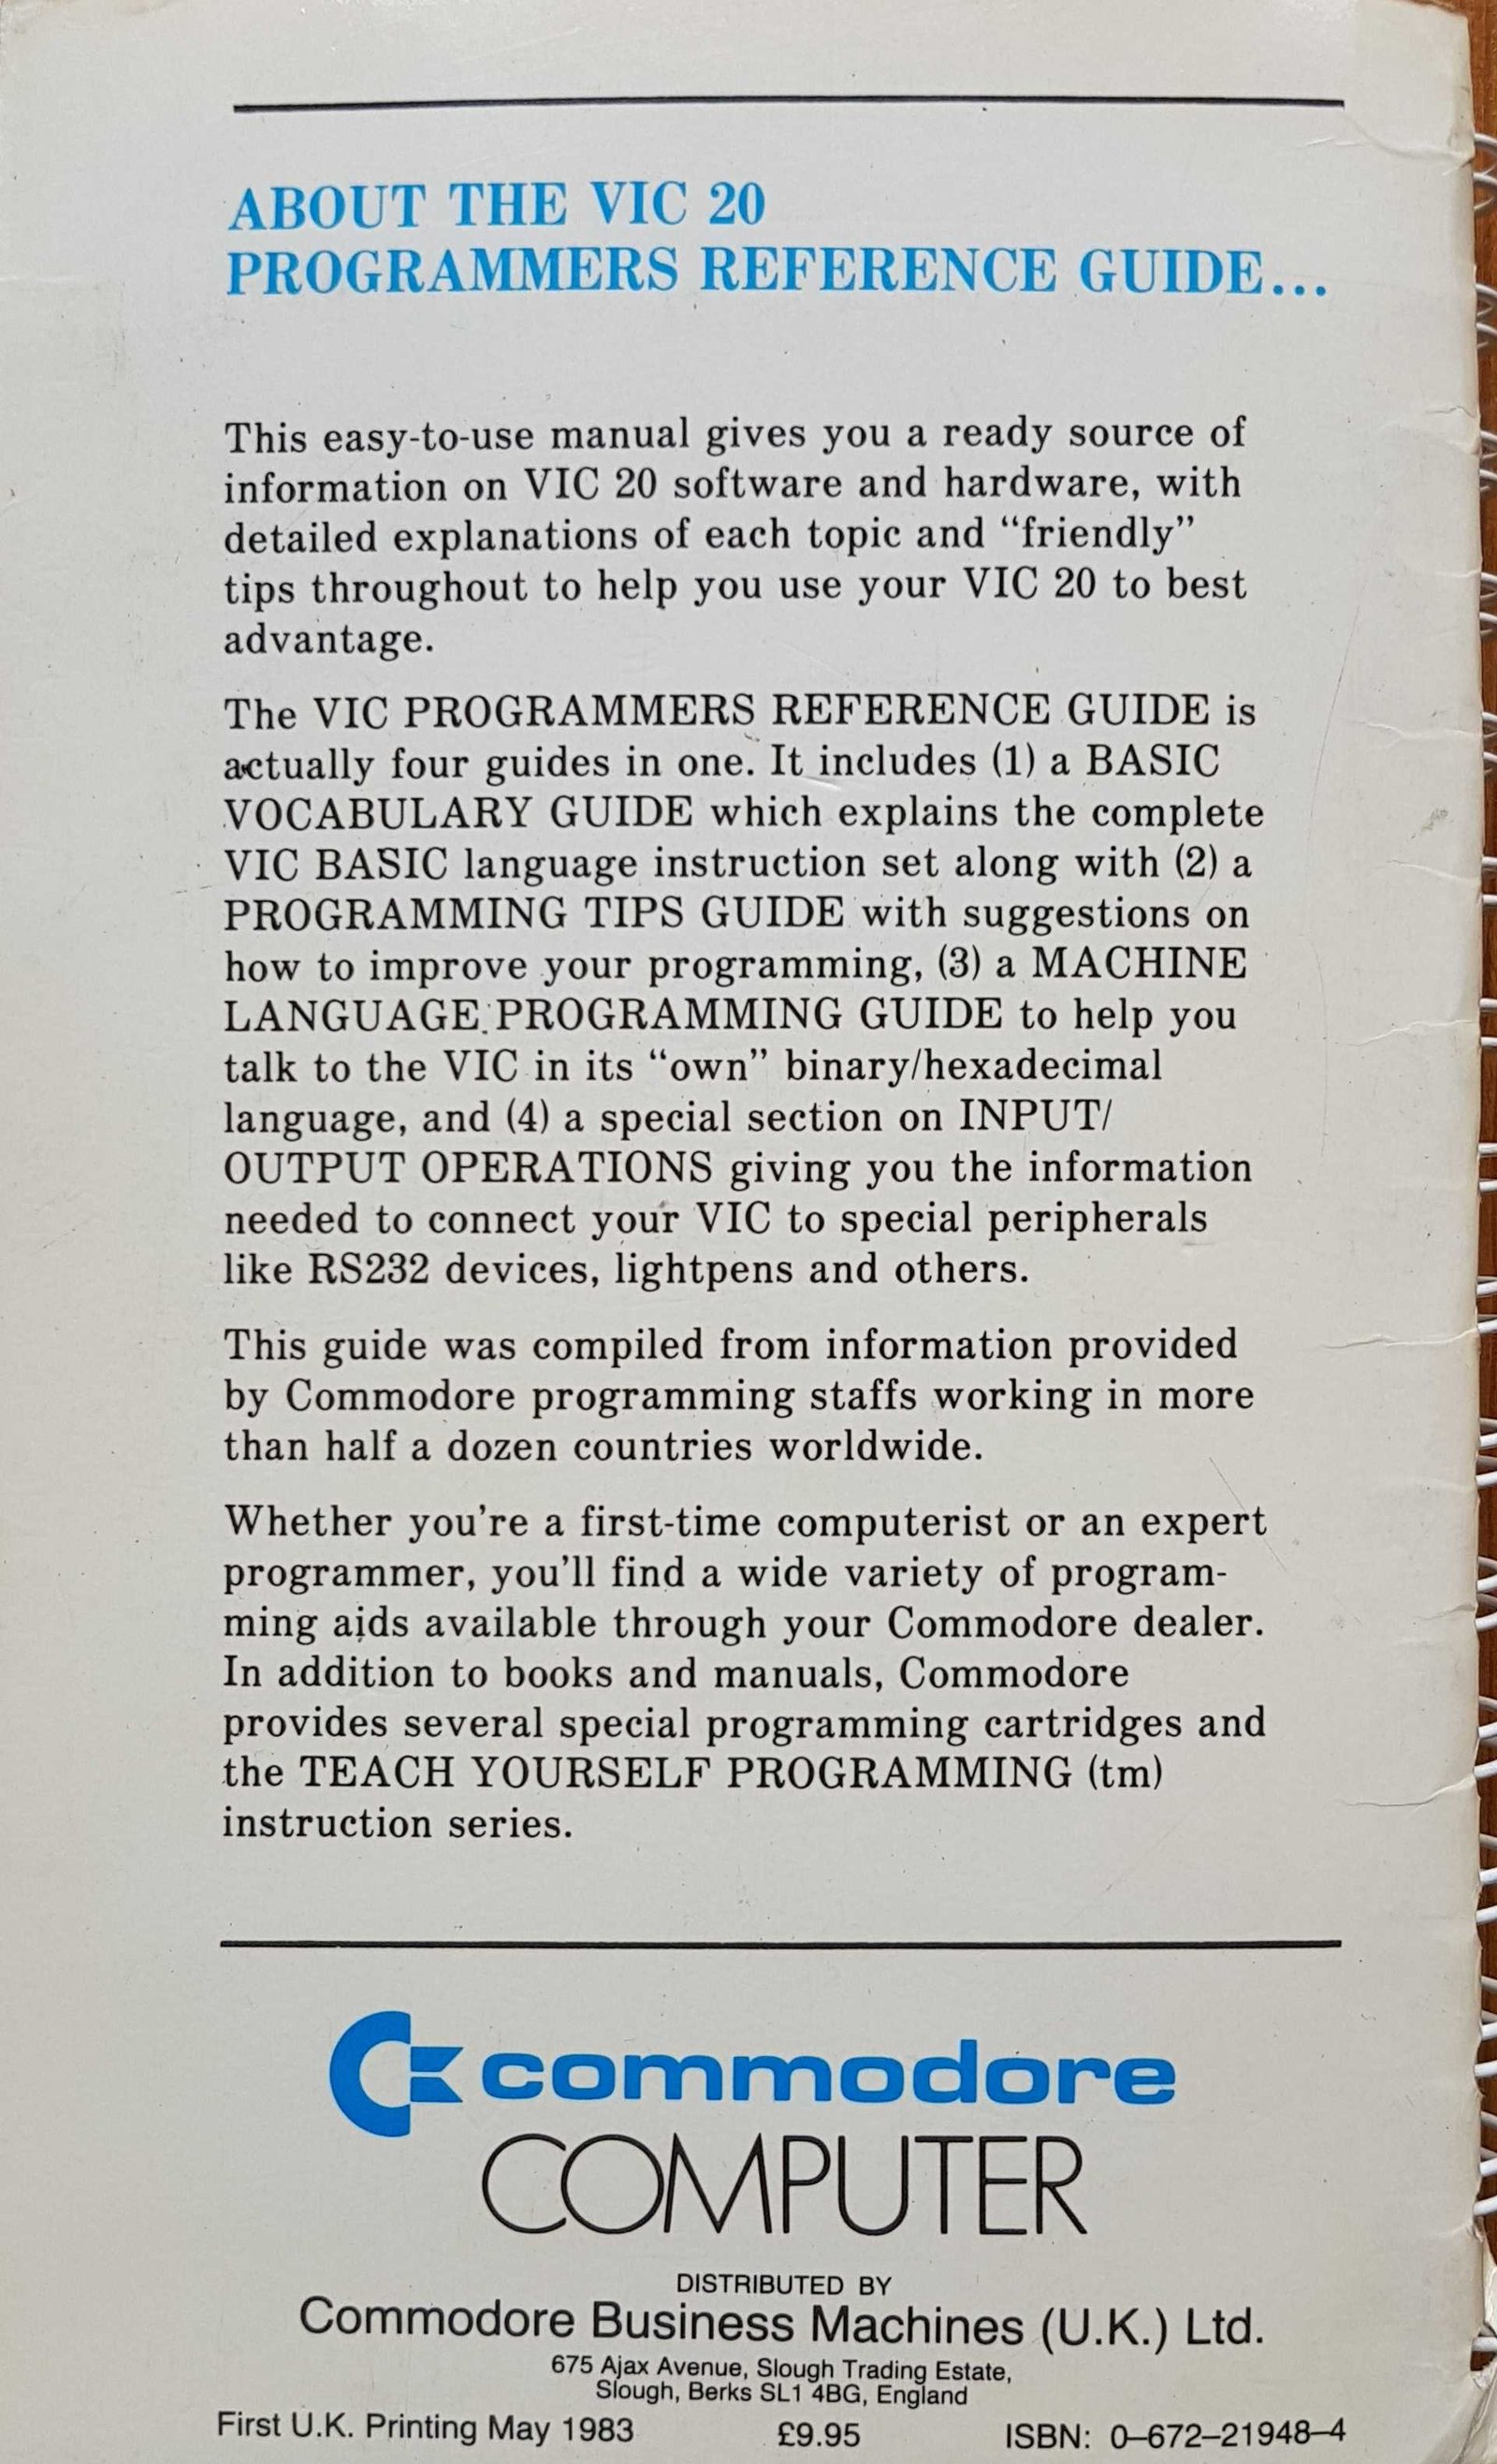 ABOUT THE VIC 20
PROGRAMMERS REFERENCE GUIDE...
This easy-to-use manual gives you a ready source of
information on VIC 20 software and hardware, with
detailed explanations of each topic and “friendly”
tips throughout to help you use your VIC 20 to best
advantage.
The VIC PROGRAMMERS REFERENCE GUIDE is
actually four guides in one. It includes (1) a BASIC
VOCABULARY GUIDE which explains the complete
VIC BASIC language instruction set along with (2) a
PROGRAMMING TIPS GUIDE with suggestions on
how to improve your programming, (3) a MACHINE
LANGUAGE PROGRAMMING GUIDE to help you
talk to the VIC in its “own” binary/hexadecimal
language, and (4) a special section on INPUT/
OUTPUT OPERATIONS giving you the information
needed to connect your VIC to special peripherals
like RS232 devices, lightpens and others.
This guide was compiled from information provided
by Commodore programming staffs working in more
than half a dozen countries worldwide.
Whether you're a first-time computerist or an expert
programmer, you'll find a wide variety of program-
ming aids available through your Commodore dealer.
In addition to books and manuals, Commodore
provides several special programming cartridges and
the TEACH YOURSELF PROGRAMMING (tm)
instruction series.
commodore
COMPUTER
DISTRIBUTED BY
Commodore Business Machines (U.K.) Ltd.
675 Ajax Avenue, Slough Trading Estate,
Slough, Berks SL1 4BG, England
First U.K. Printing May 1983 £9.95 ISBN: 0–672–21948–4